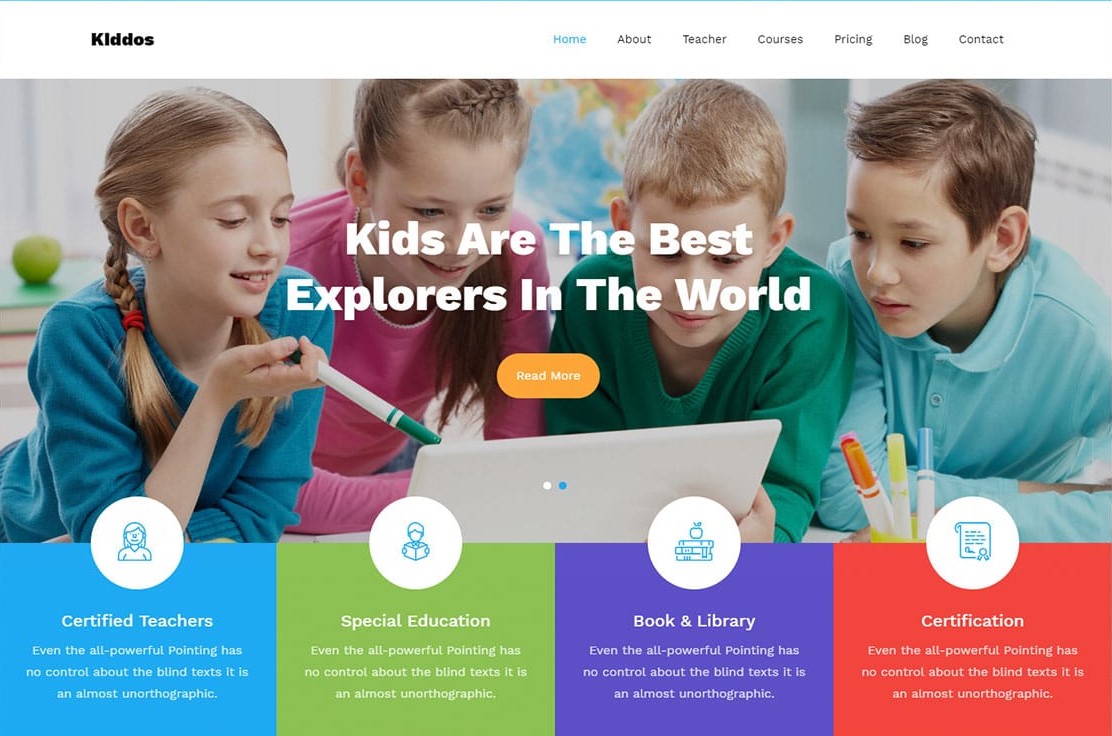 KIddos
Home About Teacher Courses Pricing Blog Contact
Kids Are The Best
Explorers In The World
Read More
Certified Teachers
Even the all-powerful Pointing has
no control about the blind texts it is
an almost unorthographic.
Special Education
Even the all-powerful Pointing has
no control about the blind texts it is
an almost unorthographic.
Book & Library
Even the all-powerful Pointing has
no control about the blind texts it is
an almost unorthographic.
Certification
Even the all-powerful Pointing has
no control about the blind texts it is
an almost unorthographic.